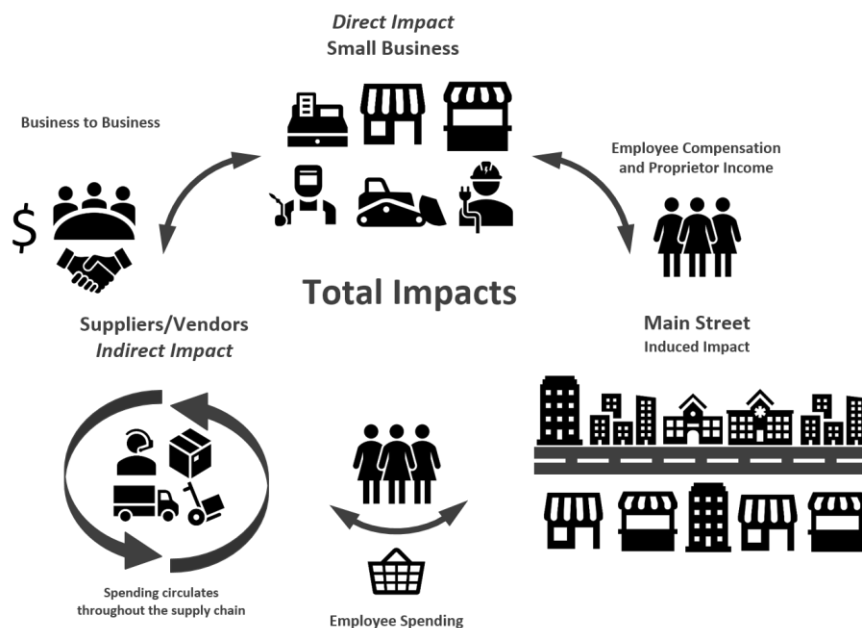 Direct Impact
Small Business
Business to Business
Employee Compensation
and Proprietor Income
$
Total Impacts
Suppliers/Vendors
Indirect Impact
Main Street
Induced Impact
Spending circulates
throughout the supply chain
Employee Spending